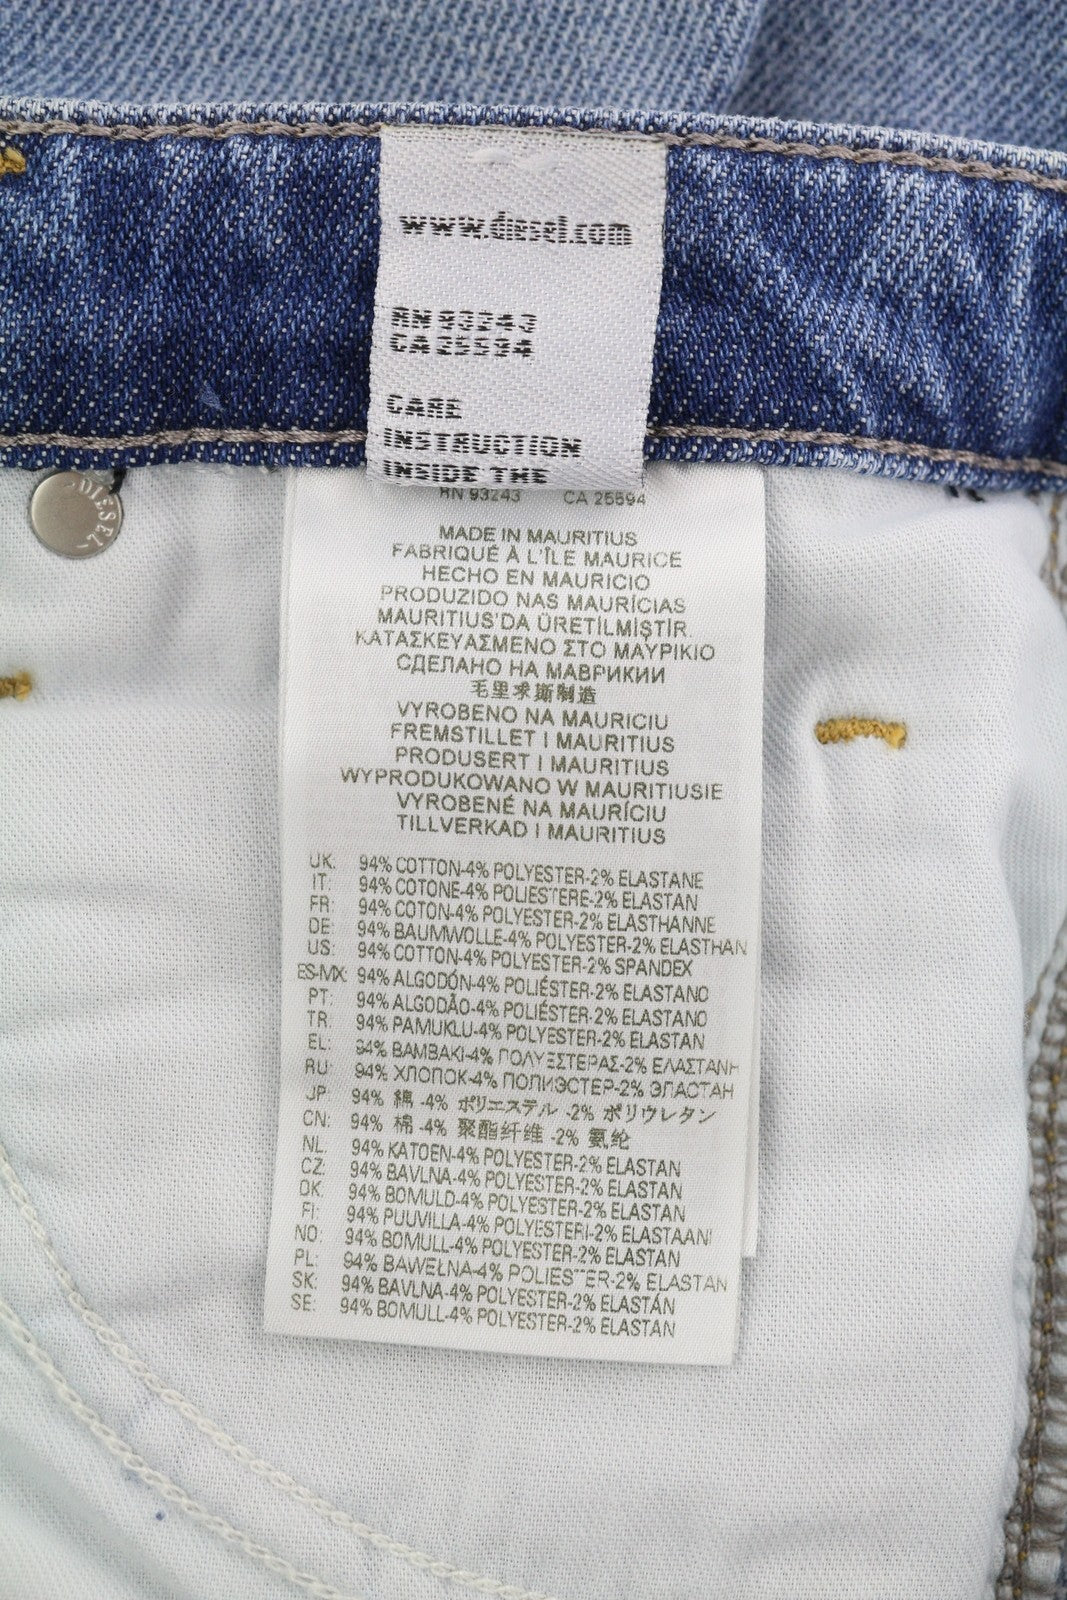 www.diesel.com
RN 93243
CA 25594
CARE
INSTRUCTION
INSIDE THE
DIESEL
RN 93243 CA 25594
MADE IN MAURITIUS
FABRIQUÉ À L'ÎLE MAURICE
HECHO EN MAURICIO
PRODUZIDO NAS MAURÍCIAS
MAURITIUS'DA ÜRETİLMİŞTİR.
ΚΑΤΑΣΚΕΥΑΣΜΕΝΟ ΣΤΟ ΜΑΥΡΙΚΙΟ
СДЕЛАНО НА МАВРИКИИ
毛里求斯制造
VYROBENO NA MAURICIU
FREMSTILLET I MAURITIUS
PRODUSERT I MAURITIUS
WYPRODUKOWANO W MAURITIUSIE
VYROBENÉ NA MAURÍCIU
TILLVERKAD I MAURITIUS
UK: 94% COTTON-4% POLYESTER-2% ELASTANE
IT: 94% COTONE-4% POLIESTERE-2% ELASTAN
FR: 94% COTON-4% POLYESTER-2% ELASTHANNE
DE: 94% BAUMWOLLE-4% POLYESTER-2% ELASTHAN
US: 94% COTTON-4% POLYESTER-2% SPANDEX
ES-MX: 94% ALGODÓN-4% POLIÉSTER-2% ELASTANO
PT: 94% ALGODÃO-4% POLIÉSTER-2% ELASTANO
TR: 94% PAMUKLU-4% POLYESTER-2% ELASTAN
EL: 94% ΒΑΜΒΑΚΙ-4% ΠΟΛΥΕΣΤΕΡΑΣ-2% ΕΛΑΣΤΑΝΗ
RU: 94% ХЛОПОК-4% ПОЛИЭСТЕР-2% ЭЛАСТАН
JP: 94% 綿 -4% ポリエステル -2% ポリウレタン
CN: 94% 棉 -4% 聚酯纤维 -2% 氨纶
NL: 94% KATOEN-4% POLYESTER-2% ELASTAN
CZ: 94% BAVLNA-4% POLYESTER-2% ELASTAN
DK: 94% BOMULD-4% POLYESTER-2% ELASTAN
FI: 94% PUUVILLA-4% POLYESTERI-2% ELASTAANI
NO: 94% BOMULL-4% POLYESTER-2% ELASTAN
PL: 94% BAWEŁNA-4% POLIESTER-2% ELASTAN
SK: 94% BAVLNA-4% POLYESTER-2% ELASTÁN
SE: 94% BOMULL-4% POLYESTER-2% ELASTAN